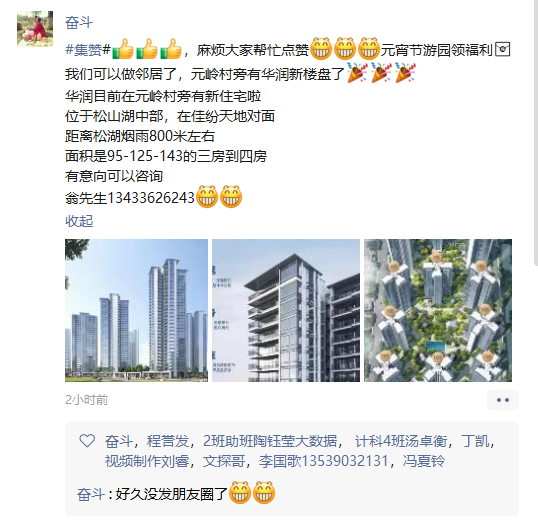 奋斗
#集赞#👍👍👍，麻烦大家帮忙点赞😁😁😁元宵节游园领福利
我们可以做邻居了，元岭村旁有华润新楼盘了🎉🎉🎉
华润目前在元岭村旁有新住宅啦
位于松山湖中部，在佳纷天地对面
距离松湖烟雨800米左右
面积是95-125-143的三房到四房
有意向可以咨询
翁先生13433626243😁😁
收起
2小时前
奋斗，程誉发，2班助班陶钰莹大数据， 计科4班汤卓衡，丁凯，
视频制作刘睿，文探哥，李国歌13539032131，冯夏铃
奋斗：好久没发朋友圈了😁😁